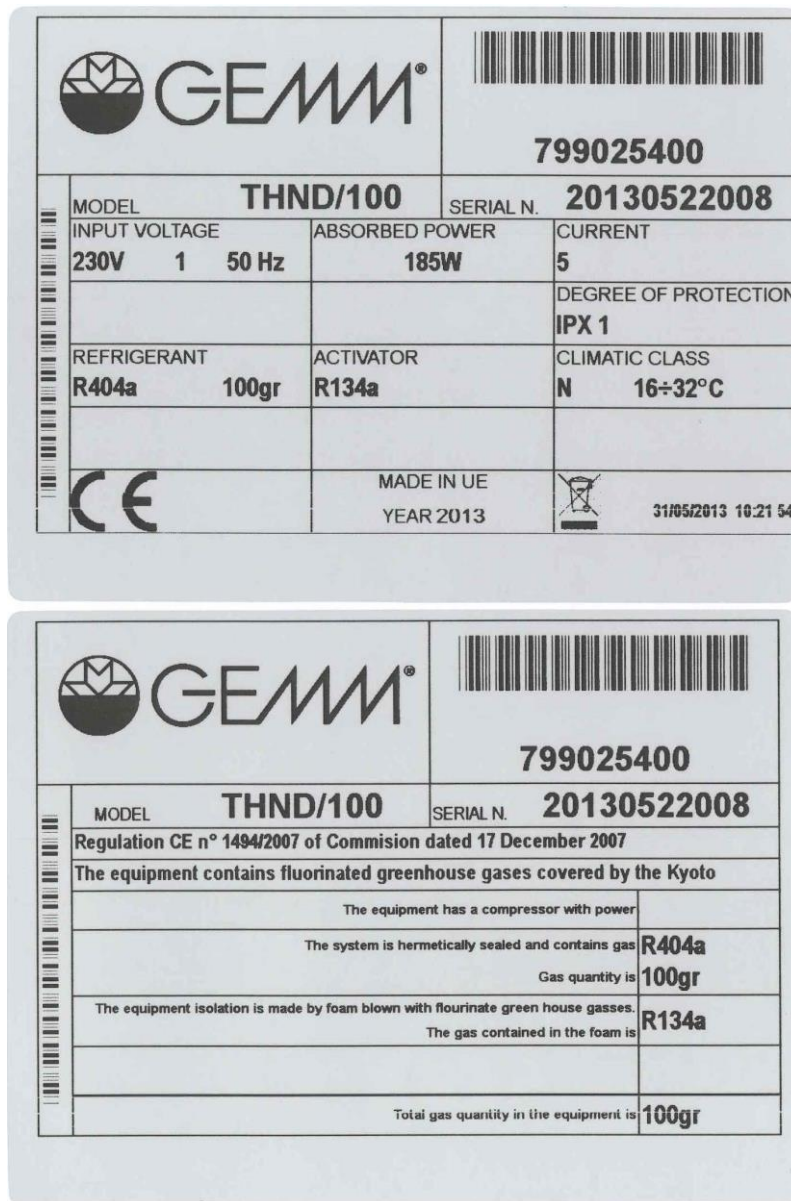 GEMM®
799025400
MODEL THND/100 SERIAL N. 20130522008
INPUT VOLTAGE ABSORBED POWER CURRENT
230V 1 50 Hz 185W 5
DEGREE OF PROTECTION
IPX 1
REFRIGERANT ACTIVATOR CLIMATIC CLASS
R404a 100gr R134a N 16÷32°C
CE MADE IN UE
YEAR 2013 31/05/2013 10:21 54
GEMM®
799025400
MODEL THND/100 SERIAL N. 20130522008
Regulation CE n° 1494/2007 of Commision dated 17 December 2007
The equipment contains fluorinated greenhouse gases covered by the Kyoto
The equipment has a compressor with power
The system is hermetically sealed and contains gas R404a
Gas quantity is 100gr
The equipment isolation is made by foam blown with flourinate green house gasses.
The gas contained in the foam is R134a
Total gas quantity in the equipment is 100gr